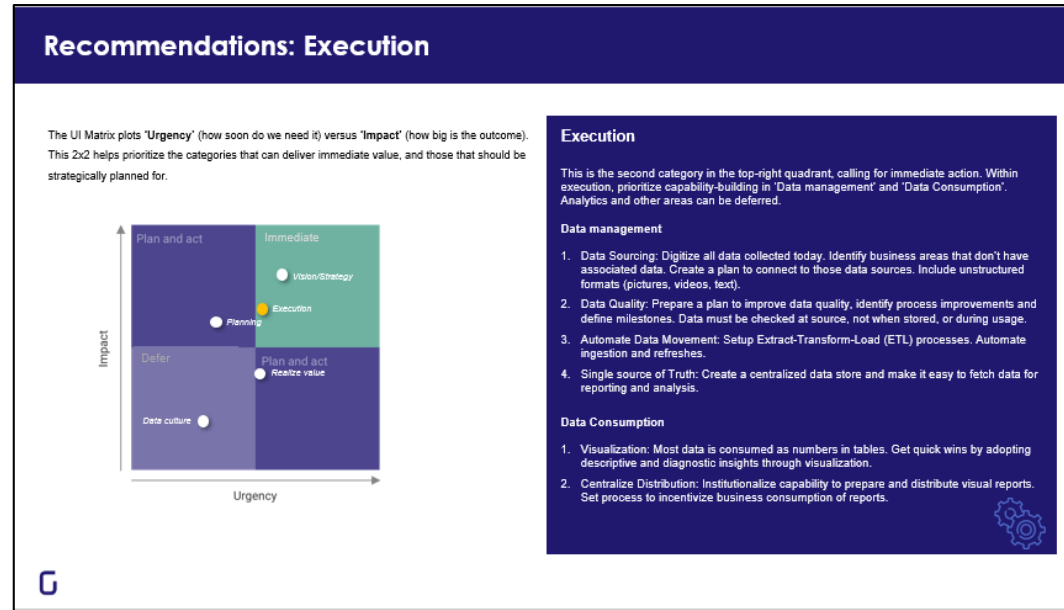 Recommendations: Execution
The UI Matrix plots 'Urgency' (how soon do we need it) versus 'Impact' (how big is the outcome).
This 2x2 helps prioritize the categories that can deliver immediate value, and those that should be
strategically planned for.
Plan and act
Immediate
Vision/Strategy
Execution
Planning
Impact
Defer
Plan and act
Realize value
Data culture
Urgency
Execution
This is the second category in the top-right quadrant, calling for immediate action. Within
execution, prioritize capability-building in 'Data management' and 'Data Consumption'.
Analytics and other areas can be deferred.
Data management
1. Data Sourcing: Digitize all data collected today. Identify business areas that don't have
associated data. Create a plan to connect to those data sources. Include unstructured
formats (pictures, videos, text).
2. Data Quality: Prepare a plan to improve data quality, identify process improvements and
define milestones. Data must be checked at source, not when stored, or during usage.
3. Automate Data Movement: Setup Extract-Transform-Load (ETL) processes. Automate
ingestion and refreshes.
4. Single source of Truth: Create a centralized data store and make it easy to fetch data for
reporting and analysis.
Data Consumption
1. Visualization: Most data is consumed as numbers in tables. Get quick wins by adopting
descriptive and diagnostic insights through visualization.
2. Centralize Distribution: Institutionalize capability to prepare and distribute visual reports.
Set process to incentivize business consumption of reports.